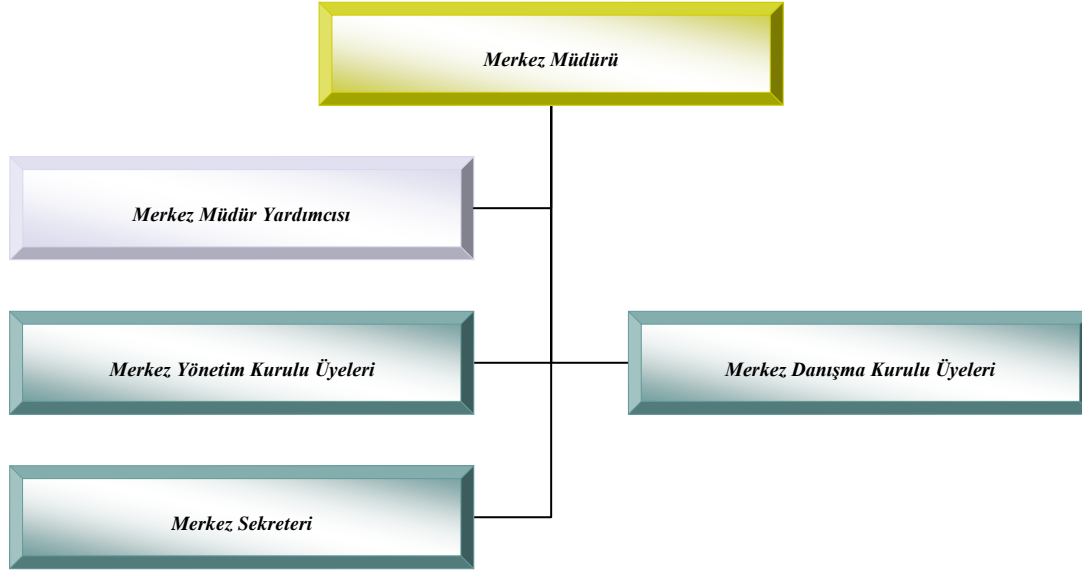 Merkez Müdürü
Merkez Müdür Yardımcısı
Merkez Yönetim Kurulu Üyeleri
Merkez Danışma Kurulu Üyeleri
Merkez Sekreteri